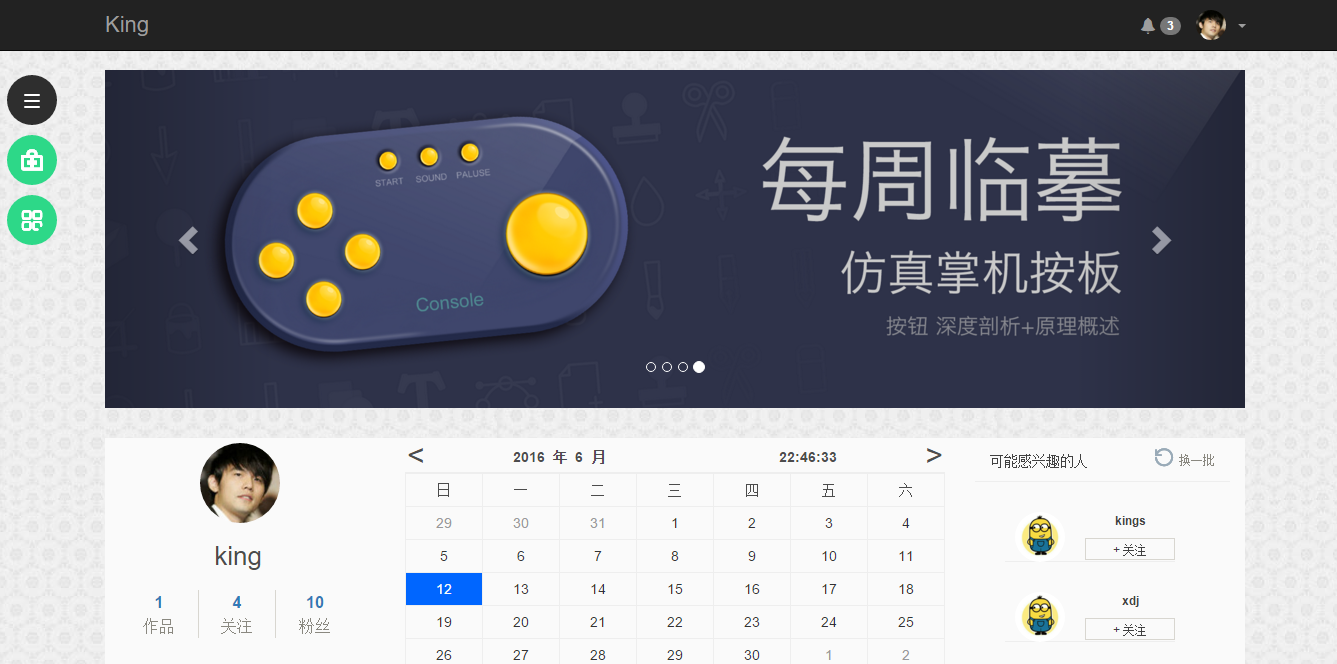 King
3
每周临摹
仿真掌机按板
按钮 深度剖析+原理概述
START SOUND PALUSE
Console
king
1 4 10
作品 关注 粉丝
< 2016 年 6 月 22:46:33 >
日 一 二 三 四 五 六
29 30 31 1 2 3 4
5 6 7 8 9 10 11
12 13 14 15 16 17 18
19 20 21 22 23 24 25
26 27 28 29 30 1 2
可能感兴趣的人 换一批
kings
+ 关注
xdj
+ 关注